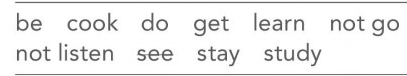 be cook do get learn not go
not listen see stay study